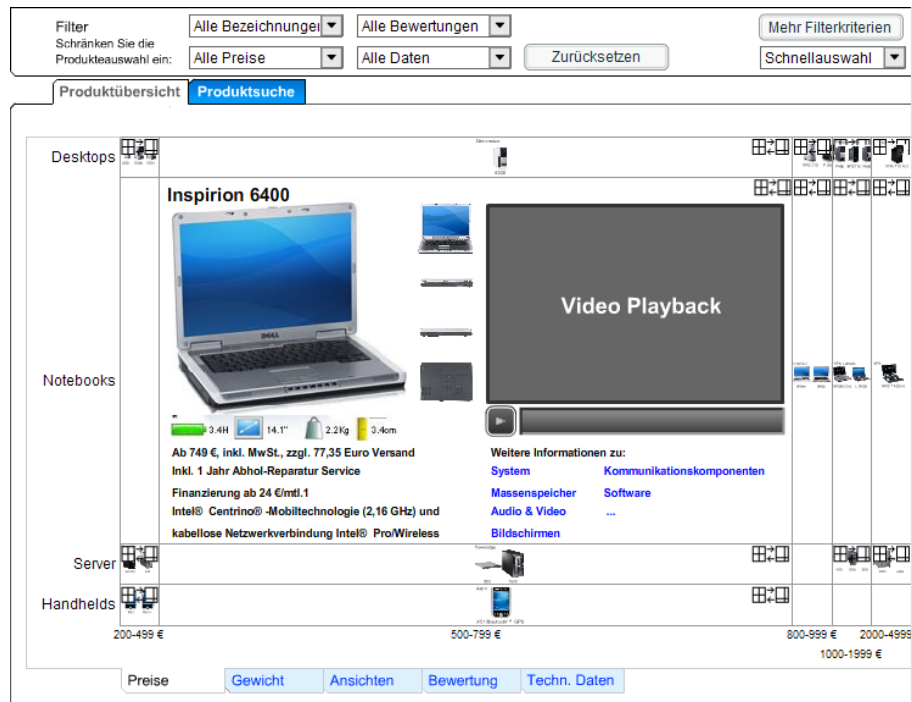 Filter
Schränken Sie die
Produkteauswahl ein:
Alle Bezeichnungen
Alle Bewertungen
Mehr Filterkriterien
Alle Preise
Alle Daten
Zurücksetzen
Schnellauswahl
Produktübersicht
Produktsuche
Desktops
Inspirion 6400
Video Playback
DELL
Notebooks
3.4H 14.1" 2.2Kg 3.4cm
Ab 749 €, inkl. MwSt., zzgl. 77,35 Euro Versand
Inkl. 1 Jahr Abhol-Reparatur Service
Finanzierung ab 24 €/mtl.1
Intel® Centrino® -Mobiltechnologie (2,16 GHz) und
kabellose Netzwerkverbindung Intel® Pro/Wireless
Weitere Informationen zu:
System Kommunikationskomponenten
Massenspeicher Software
Audio & Video ...
Bildschirmen
Server
Handhelds
200-499 € 500-799 € 800-999 € 2000-4999
1000-1999 €
Preise Gewicht Ansichten Bewertung Techn. Daten